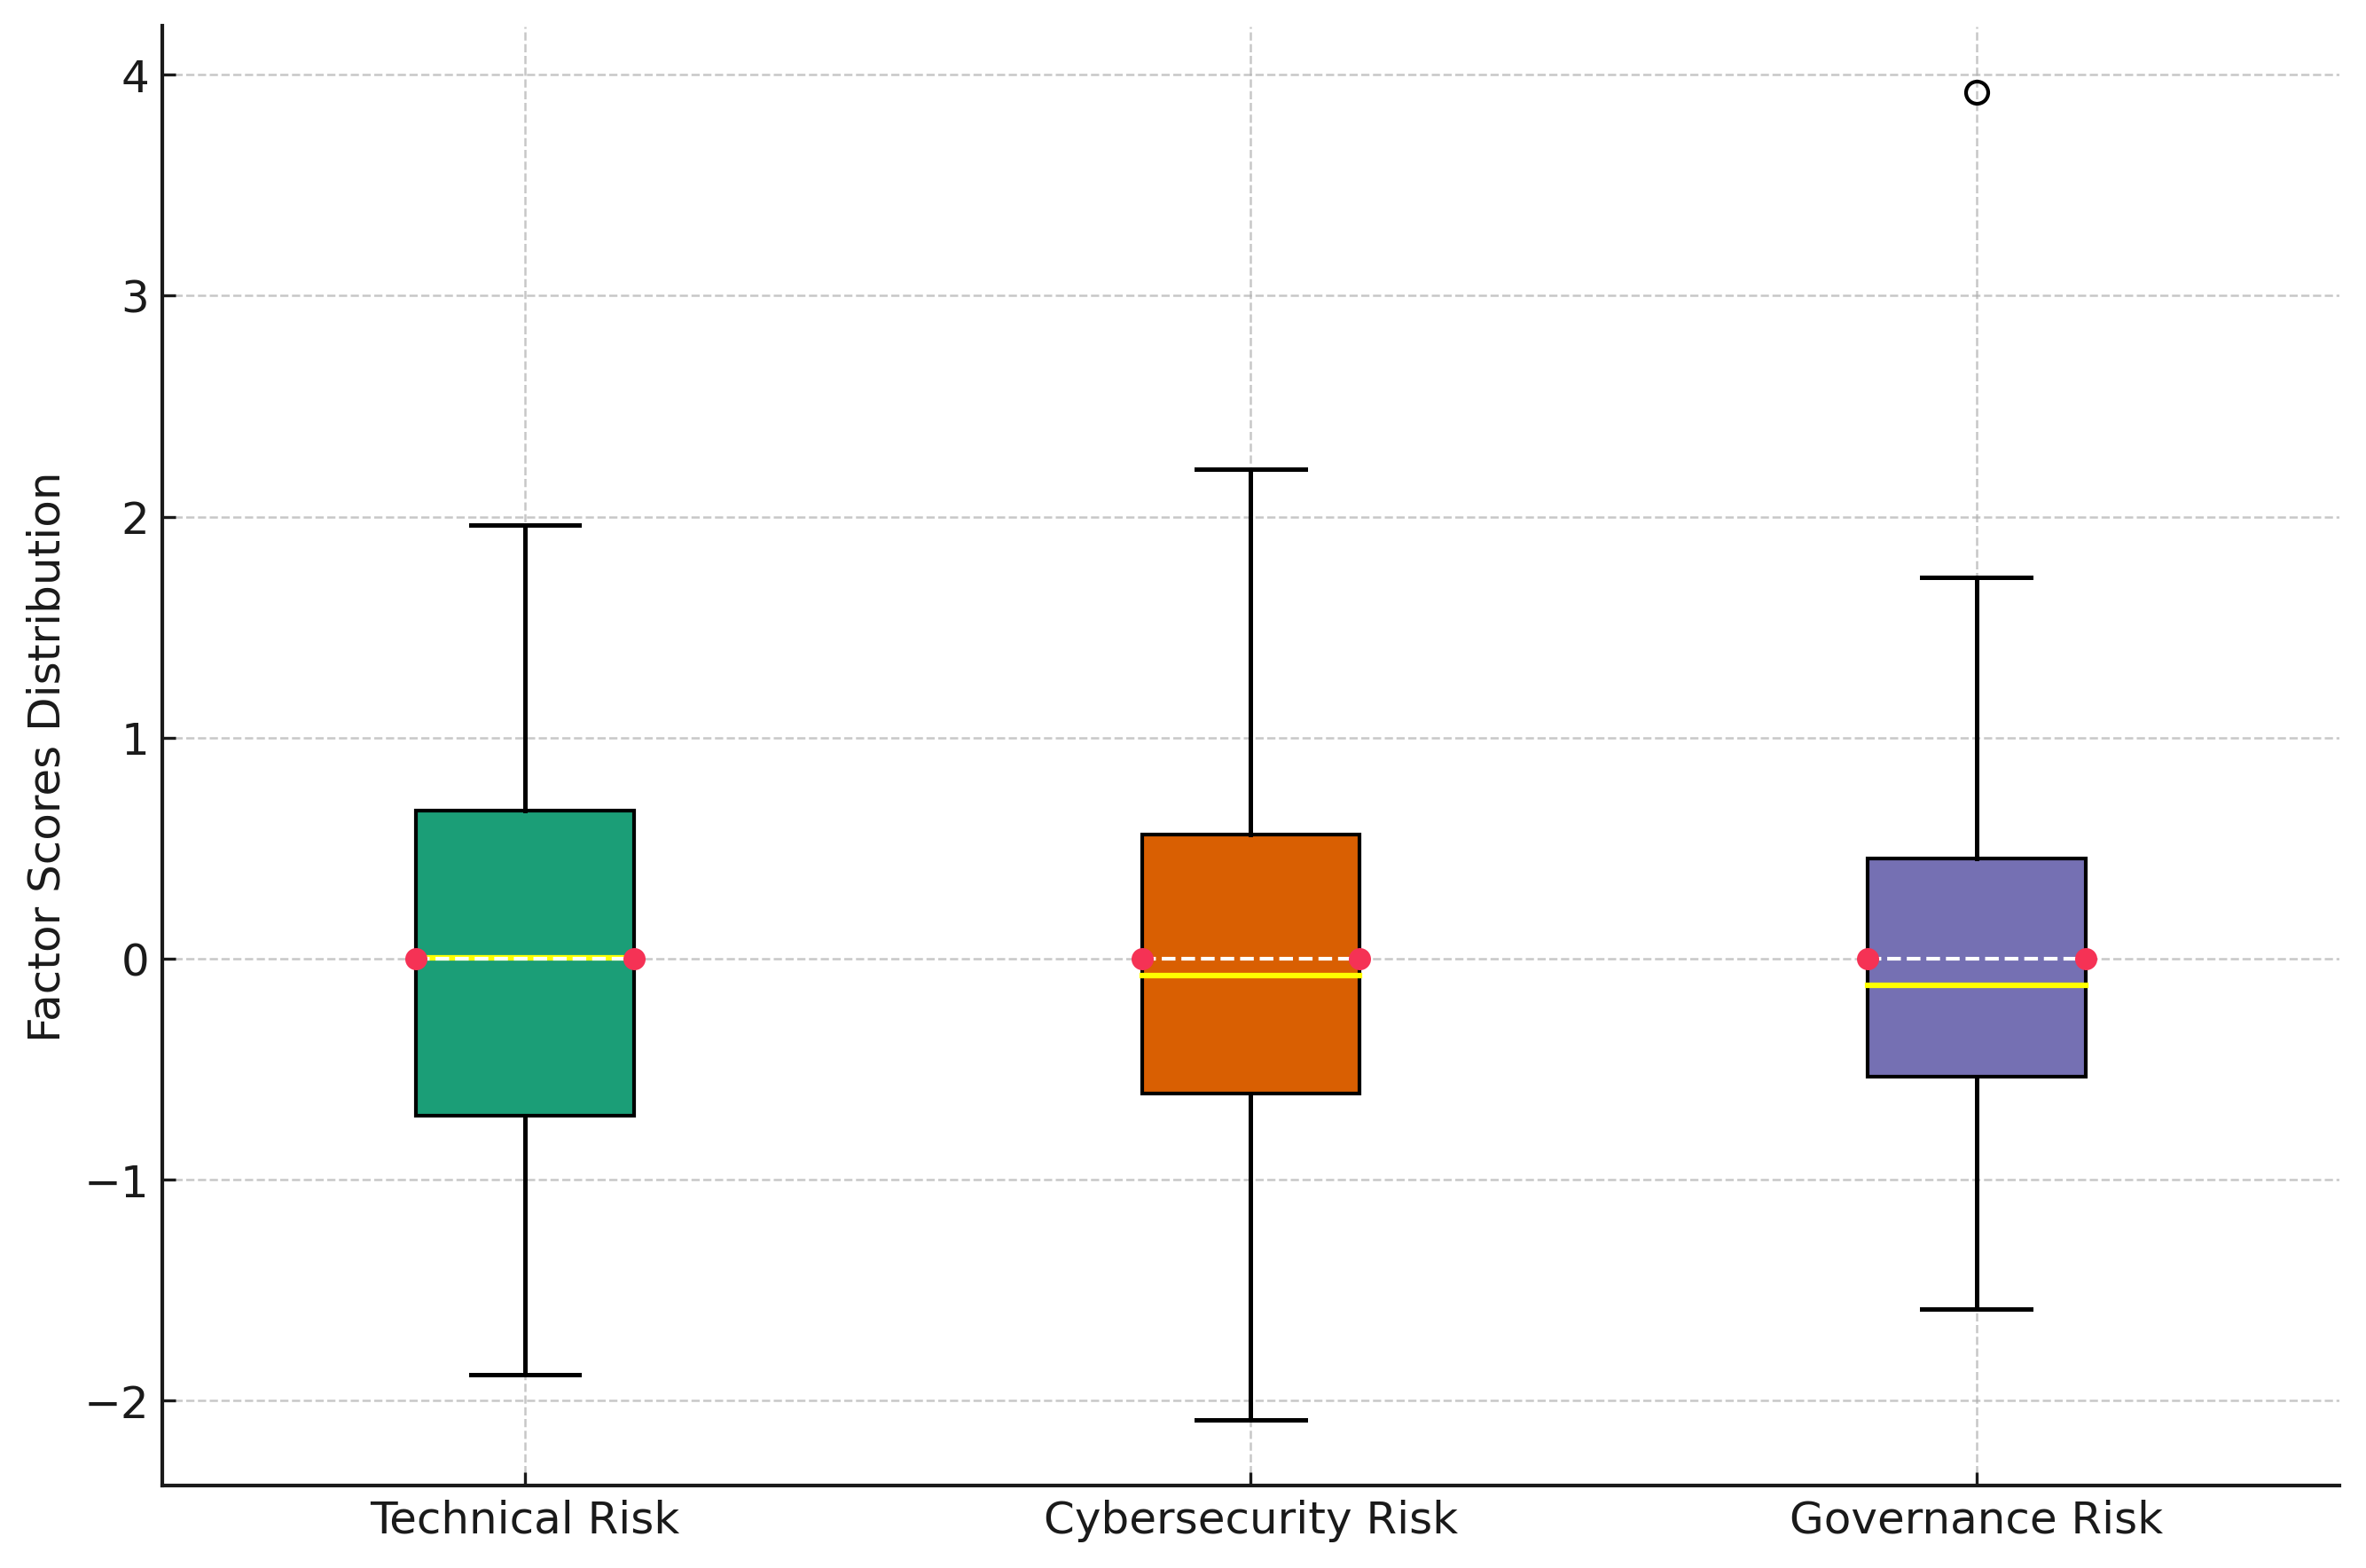 Factor Scores Distribution
4
3
2
1
0
−1
−2
Technical Risk
Cybersecurity Risk
Governance Risk